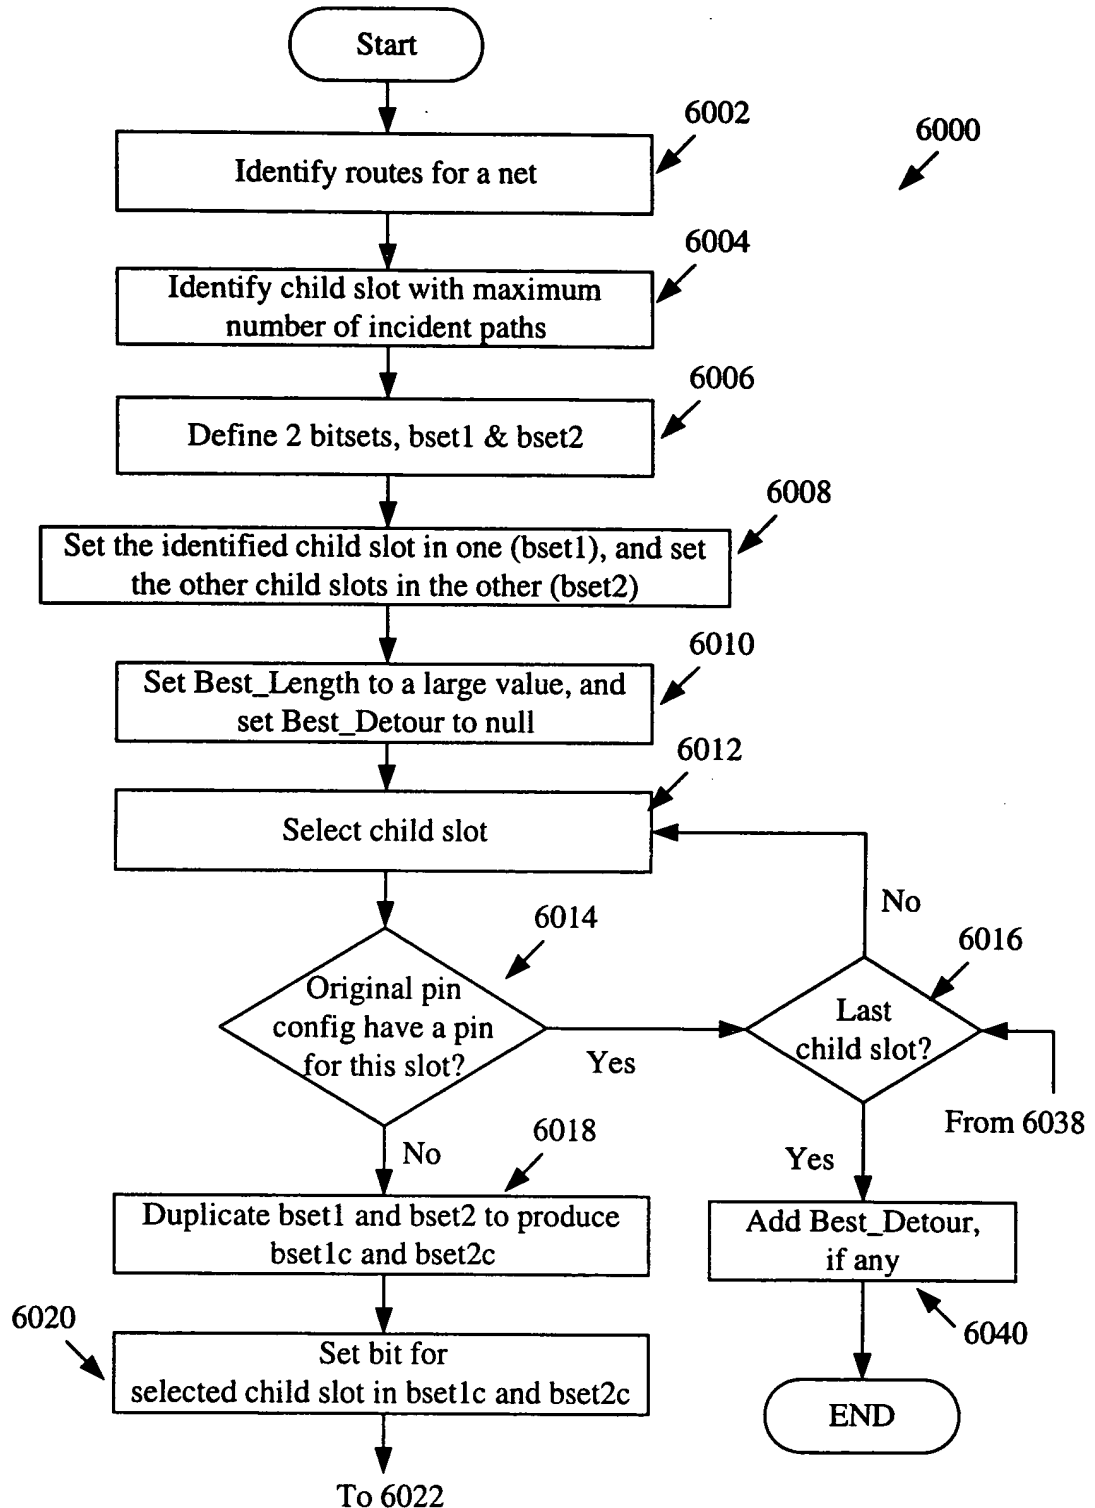 Start
6002
6000
Identify routes for a net
6004
Identify child slot with maximum
number of incident paths
6006
Define 2 bitsets, bset1 & bset2
6008
Set the identified child slot in one (bset1), and set
the other child slots in the other (bset2)
6010
Set Best_Length to a large value, and
set Best_Detour to null
6012
Select child slot
No
6014
6016
Original pin
config have a pin
for this slot?
Yes
Last
child slot?
From 6038
No
6018
Yes
Duplicate bset1 and bset2 to produce
bset1c and bset2c
Add Best_Detour,
if any
6020
6040
Set bit for
selected child slot in bset1c and bset2c
END
To 6022